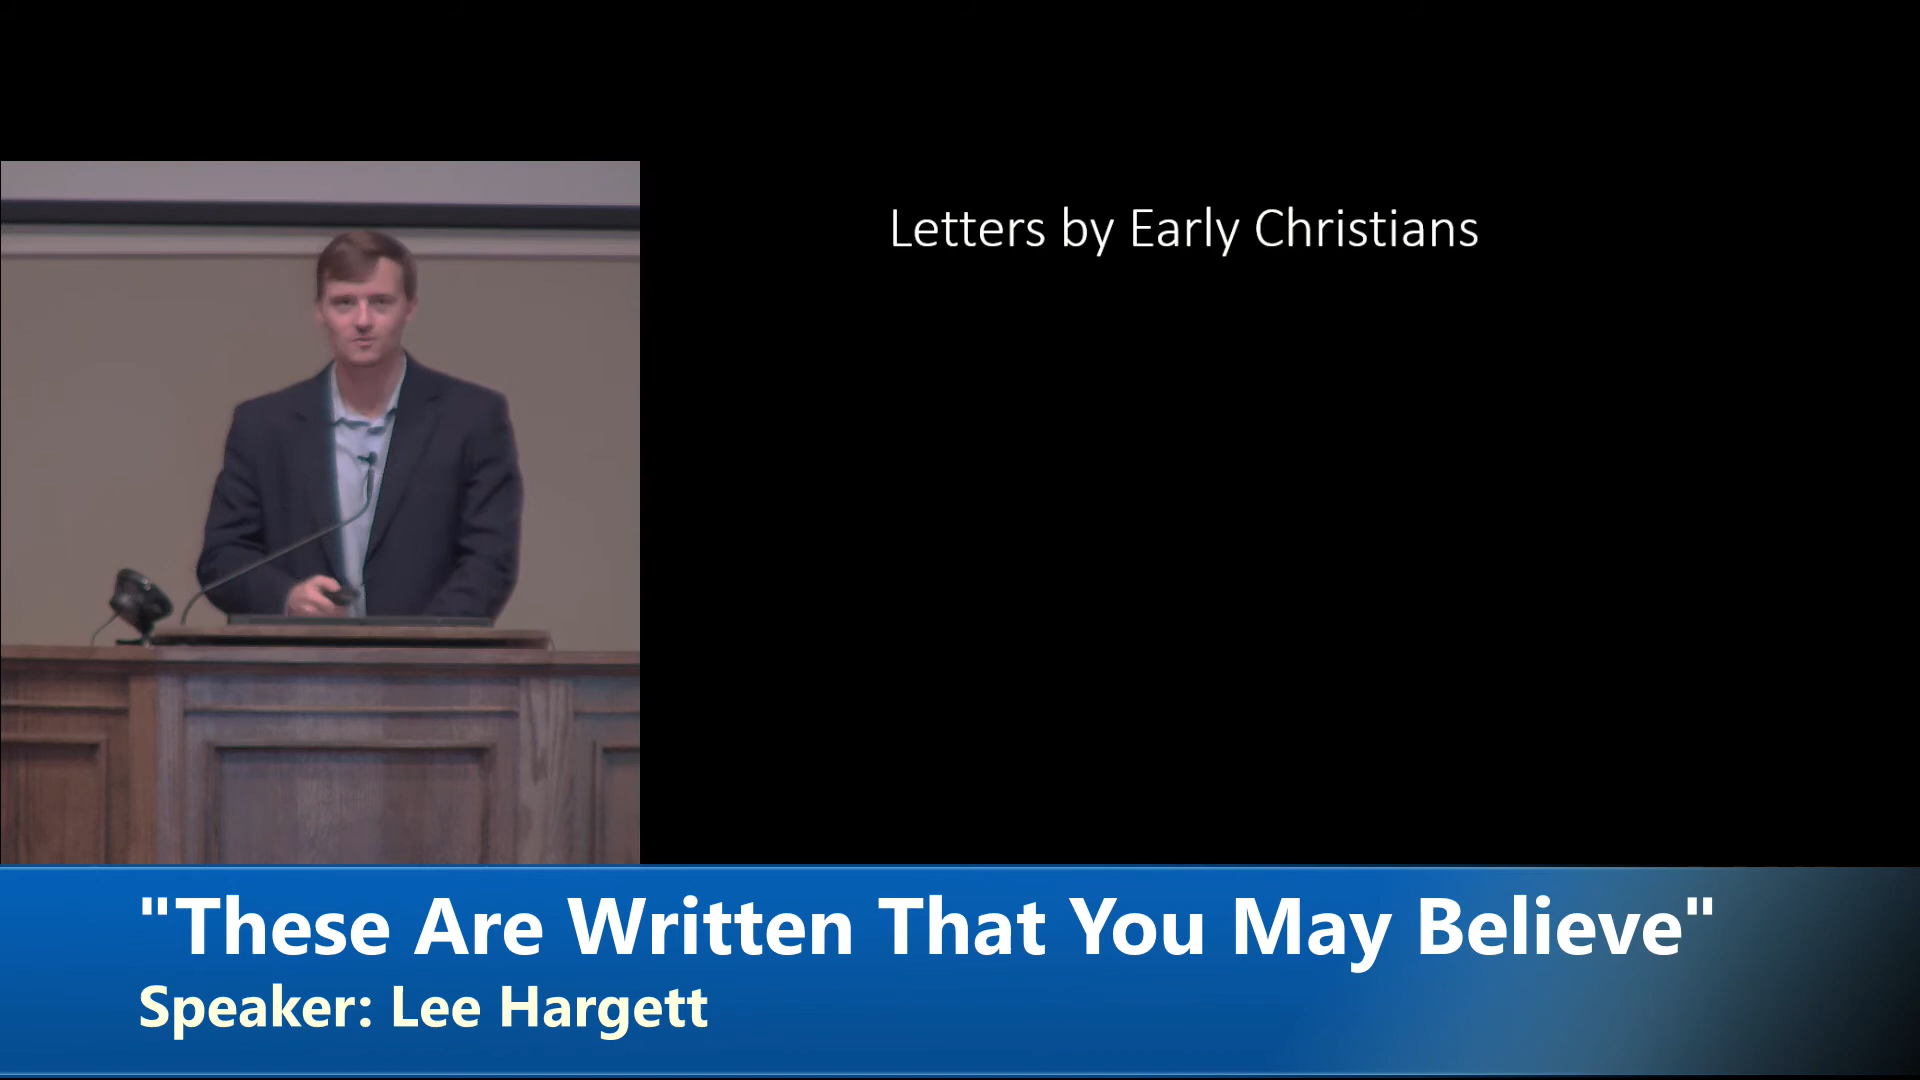 Letters by Early Christians
"These Are Written That You May Believe"
Speaker: Lee Hargett